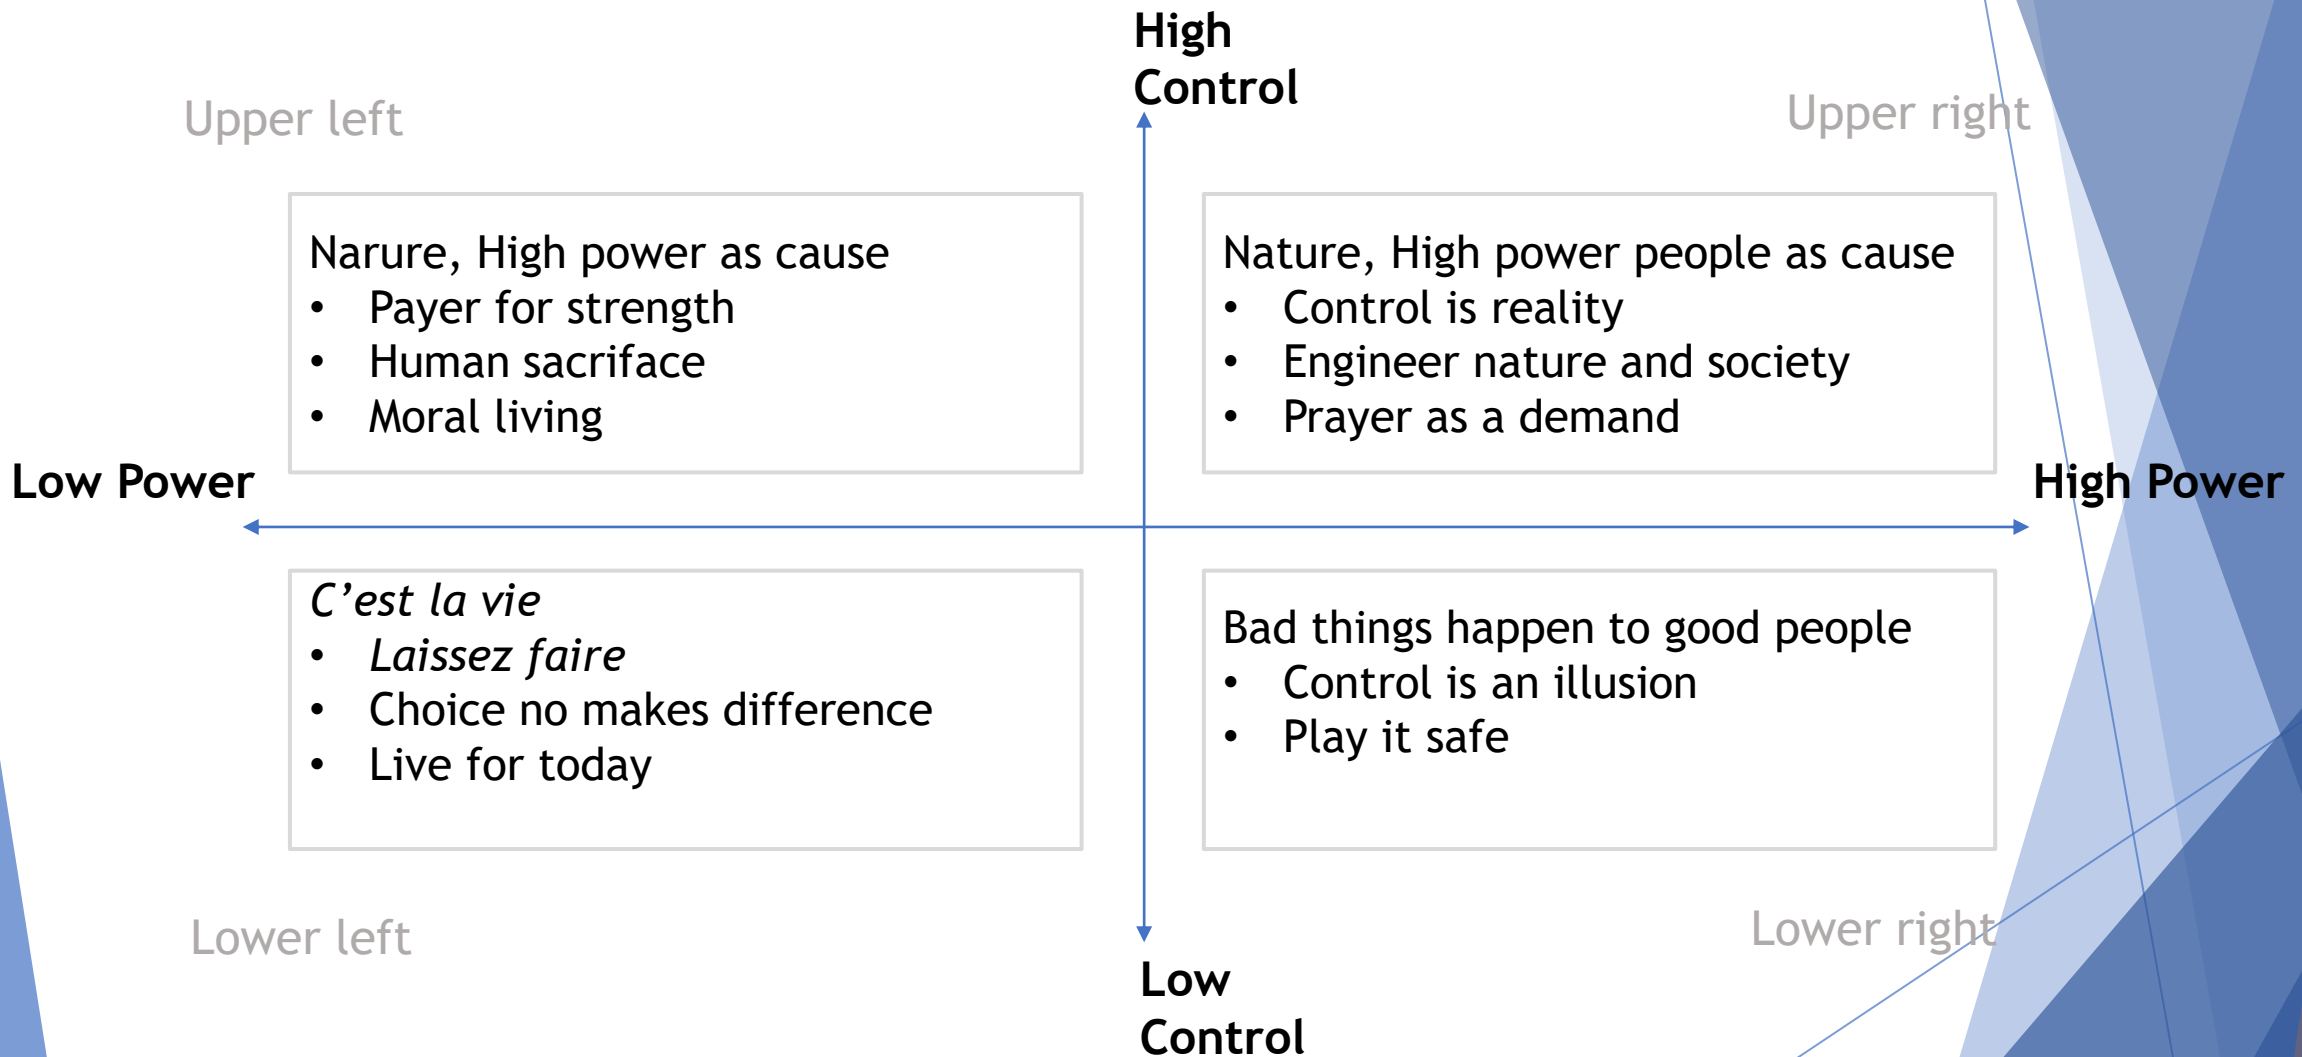 High
Control
Upper left
Upper right
Narure, High power as cause
• Payer for strength
• Human sacriface
• Moral living
Nature, High power people as cause
• Control is reality
• Engineer nature and society
• Prayer as a demand
Low Power
High Power
C’est la vie
• Laissez faire
• Choice no makes difference
• Live for today
Bad things happen to good people
• Control is an illusion
• Play it safe
Lower left
Lower right
Low
Control